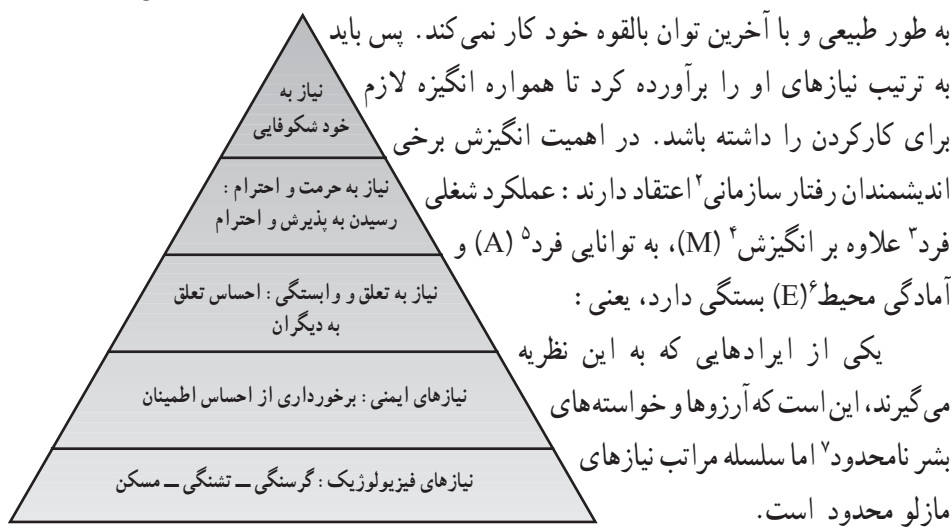 به طور طبیعی و با آخرین توان بالقوه خود کار نمی‌کند. پس باید
به ترتیب نیازهای او را برآورده کرد تا همواره انگیزه لازم
برای کارکردن را داشته باشد. در اهمیت انگیزش برخی
اندیشمندان رفتار سازمانی۲ اعتقاد دارند : عملکرد شغلی
فرد۳ علاوه بر انگیزش۴ (M)، به توانایی فرد۵ (A) و
آمادگی محیط۶ (E) بستگی دارد، یعنی :
یکی از ایرادهایی که به این نظریه
می‌گیرند، این است که آرزوها و خواسته‌های
بشر نامحدود۷ اما سلسله مراتب نیازهای
مازلو محدود است.
نیاز به
خود شکوفایی
نیاز به حرمت و احترام :
رسیدن به پذیرش و احترام
نیاز به تعلق و وابستگی : احساس تعلق
به دیگران
نیازهای ایمنی : برخورداری از احساس اطمینان
نیازهای فیزیولوژیک : گرسنگی ــ تشنگی ــ مسکن